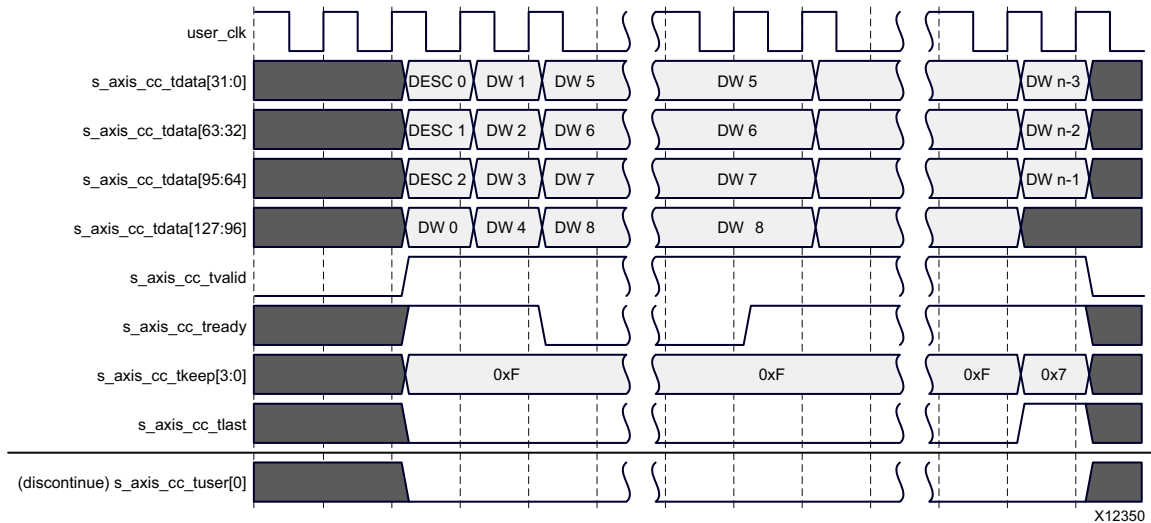 user_clk
s_axis_cc_tdata[31:0] DESC 0 DW 1 DW 5 DW 5 DW n-3
s_axis_cc_tdata[63:32] DESC 1 DW 2 DW 6 DW 6 DW n-2
s_axis_cc_tdata[95:64] DESC 2 DW 3 DW 7 DW 7 DW n-1
s_axis_cc_tdata[127:96] DW 0 DW 4 DW 8 DW 8
s_axis_cc_tvalid
s_axis_cc_tready
s_axis_cc_tkeep[3:0] 0xF 0xF 0xF 0x7
s_axis_cc_tlast
(discontinue) s_axis_cc_tuser[0]
X12350